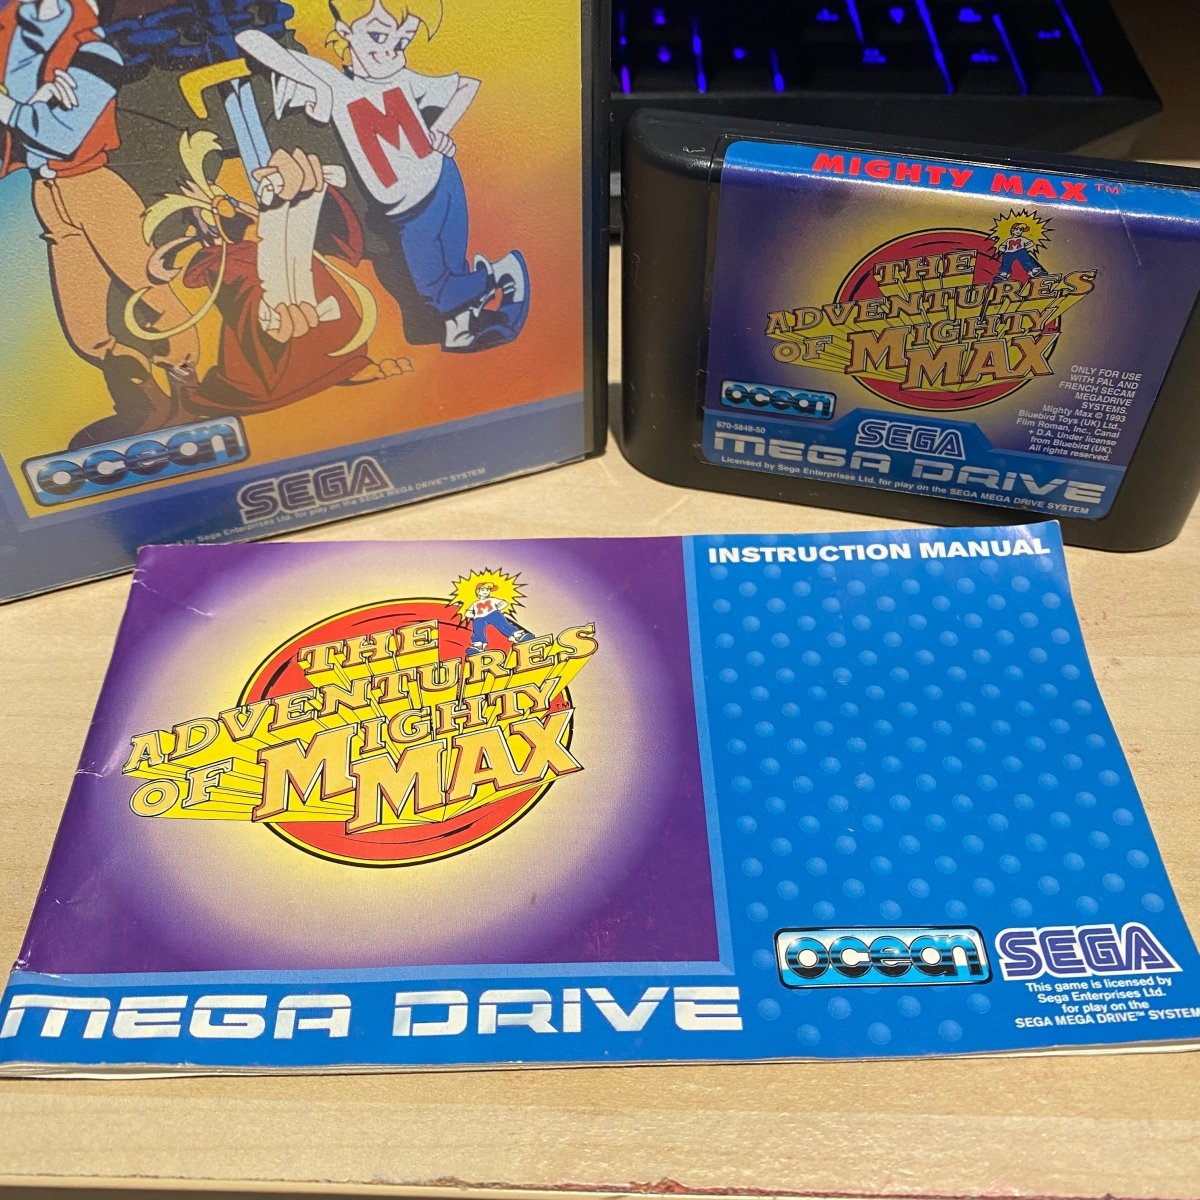 M
ocean
SEGA
by Sega Enterprises Ltd. for play on the SEGA MEGA DRIVE™ SYSTEM
MIGHTY MAX™
M
THE
ADVENTURES
OF MIGHTY
MAX
ONLY FOR USE
WITH PAL AND
FRENCH SECAM
MEGADRIVE
SYSTEMS.
Mighty Max © 1993
Bluebird Toys (UK) Ltd.,
Film Roman, Inc., Canal
+ D.A. Under license
from Bluebird (UK).
All rights reserved.
ocean
670-5848-50
SEGA
MEGA DRIVE
Licensed by Sega Enterprises Ltd. for play on the SEGA MEGA DRIVE SYSTEM
INSTRUCTION MANUAL
M
THE
ADVENTURES
OF MIGHTY™
MAX
MEGA DRIVE
ocean
SEGA
This game is licensed by
Sega Enterprises Ltd.
for play on the
SEGA MEGA DRIVE™ SYSTEM